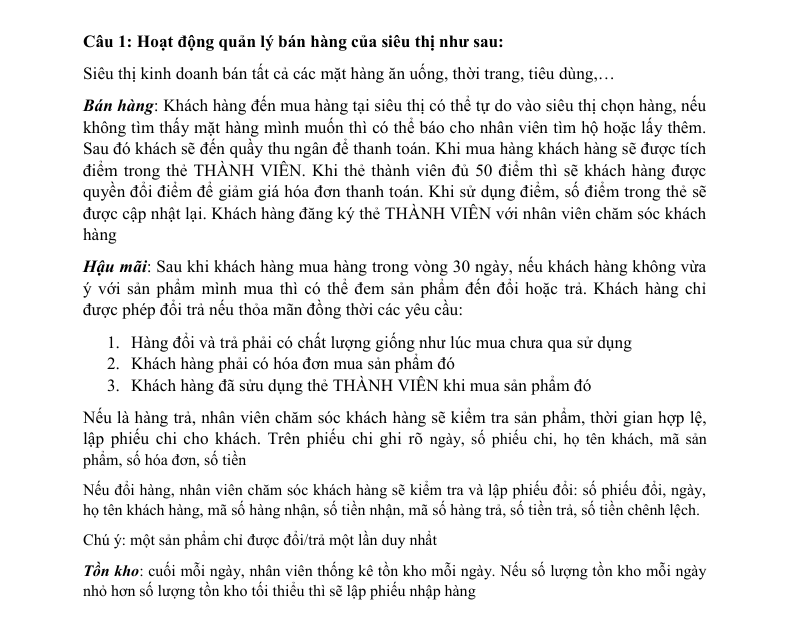 Câu 1: Hoạt động quản lý bán hàng của siêu thị như sau:
Siêu thị kinh doanh bán tất cả các mặt hàng ăn uống, thời trang, tiêu dùng,…
Bán hàng: Khách hàng đến mua hàng tại siêu thị có thể tự do vào siêu thị chọn hàng, nếu
không tìm thấy mặt hàng mình muốn thì có thể báo cho nhân viên tìm hộ hoặc lấy thêm.
Sau đó khách sẽ đến quầy thu ngân để thanh toán. Khi mua hàng khách hàng sẽ được tích
điểm trong thẻ THÀNH VIÊN. Khi thẻ thành viên đủ 50 điểm thì sẽ khách hàng được
quyền đổi điểm để giảm giá hóa đơn thanh toán. Khi sử dụng điểm, số điểm trong thẻ sẽ
được cập nhật lại. Khách hàng đăng ký thẻ THÀNH VIÊN với nhân viên chăm sóc khách
hàng
Hậu mãi: Sau khi khách hàng mua hàng trong vòng 30 ngày, nếu khách hàng không vừa
ý với sản phẩm mình mua thì có thể đem sản phẩm đến đổi hoặc trả. Khách hàng chỉ
được phép đổi trả nếu thỏa mãn đồng thời các yêu cầu:
1. Hàng đổi và trả phải có chất lượng giống như lúc mua chưa qua sử dụng
2. Khách hàng phải có hóa đơn mua sản phẩm đó
3. Khách hàng đã sửu dụng thẻ THÀNH VIÊN khi mua sản phẩm đó
Nếu là hàng trả, nhân viên chăm sóc khách hàng sẽ kiểm tra sản phẩm, thời gian hợp lệ,
lập phiếu chi cho khách. Trên phiếu chi ghi rõ ngày, số phiếu chi, họ tên khách, mã sản
phẩm, số hóa đơn, số tiền
Nếu đổi hàng, nhân viên chăm sóc khách hàng sẽ kiểm tra và lập phiếu đổi: số phiếu đổi, ngày,
họ tên khách hàng, mã số hàng nhận, số tiền nhận, mã số hàng trả, số tiền trả, số tiền chênh lệch.
Chú ý: một sản phẩm chỉ được đổi/trả một lần duy nhất
Tồn kho: cuối mỗi ngày, nhân viên thống kê tồn kho mỗi ngày. Nếu số lượng tồn kho mỗi ngày
nhỏ hơn số lượng tồn kho tối thiểu thì sẽ lập phiếu nhập hàng